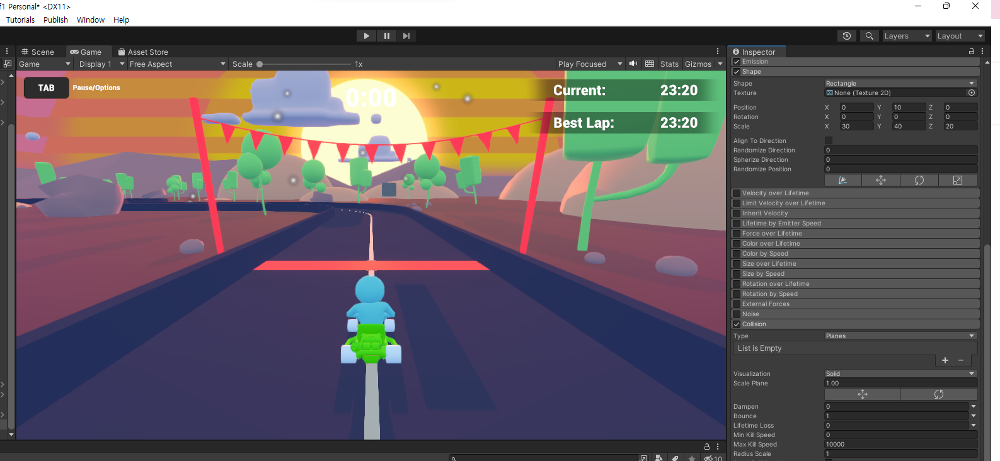 f1 Personal* <DX11>
Tutorials Publish Window Help
Layers Layout
Scene Game Asset Store
Inspector
Game Display 1 Free Aspect Scale 1x Play Focused Stats Gizmos
Emission
Shape
TAB Pause/Options
0:00
Current: 23:20
Best Lap: 23:20
Shape Rectangle
Texture None (Texture 2D)
Position X 0 Y 10 Z 0
Rotation X 0 Y 0 Z 0
Scale X 30 Y 40 Z 20
Align To Direction
Randomize Direction 0
Spherize Direction 0
Randomize Position 0
Velocity over Lifetime
Limit Velocity over Lifetime
Inherit Velocity
Lifetime by Emitter Speed
Force over Lifetime
Color over Lifetime
Color by Speed
Size over Lifetime
Size by Speed
Rotation over Lifetime
Rotation by Speed
External Forces
Noise
Collision
Type Planes
List is Empty
Visualization Solid
Scale Plane 1.00
Dampen 0
Bounce 1
Lifetime Loss 0
Min Kill Speed 0
Max Kill Speed 10000
Radius Scale 1
10